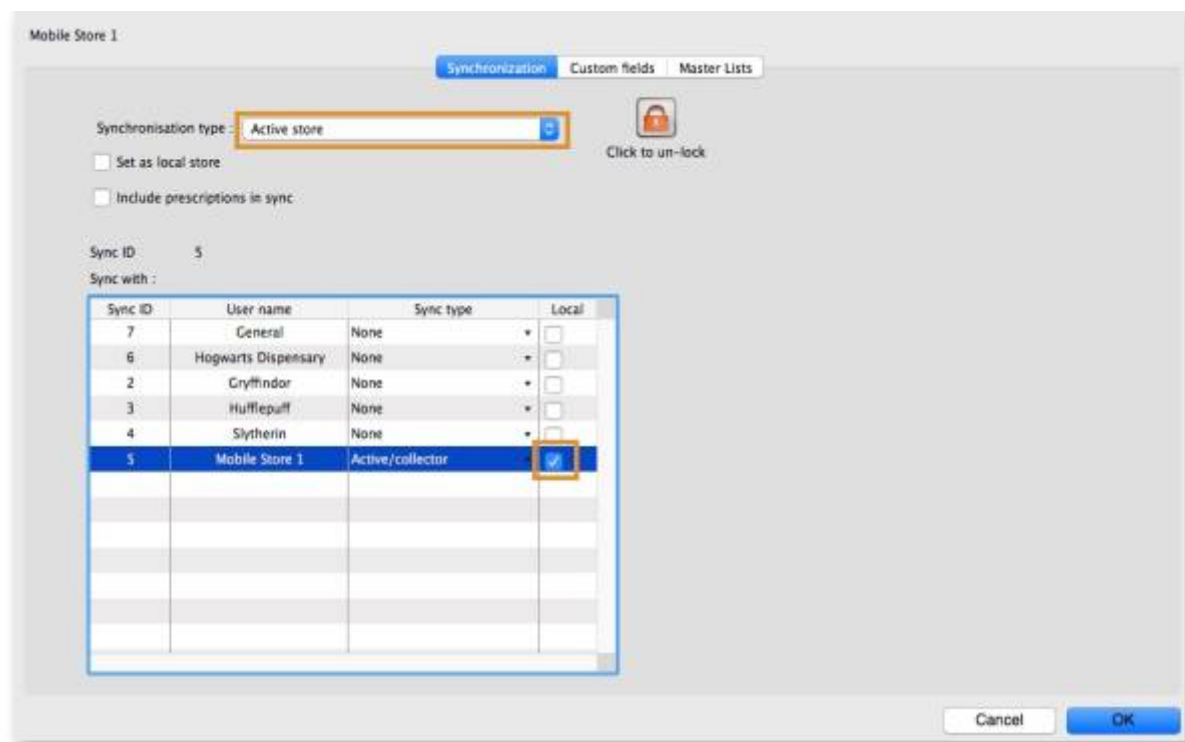 Mobile Store 1
Synchronization Custom fields Master Lists
Synchronisation type : Active store
Click to un-lock
Set as local store
Include prescriptions in sync
Sync ID 5
Sync with :
Sync ID User name Sync type Local
7 General None
6 Hogwarts Dispensary None
2 Gryffindor None
3 Hufflepuff None
4 Slytherin None
5 Mobile Store 1 Active/collector
Cancel OK